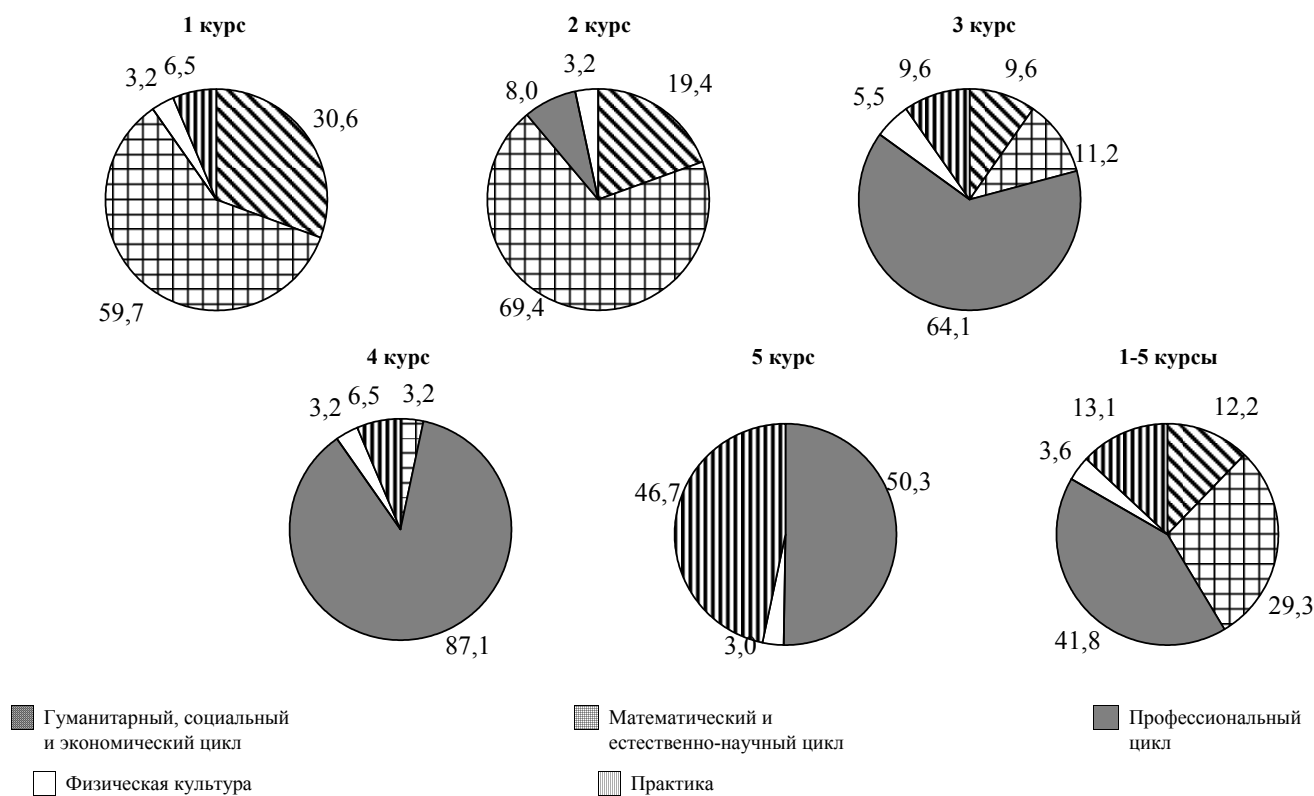 1 курс
2 курс
3 курс
3,2
6,5
30,6
59,7
8,0
3,2
19,4
69,4
5,5
9,6
9,6
11,2
64,1
4 курс
5 курс
1-5 курсы
3,2
6,5
3,2
87,1
46,7
50,3
3,0
3,6
13,1
12,2
29,3
41,8
Гуманитарный, социальный
и экономический цикл
Математический и
естественно-научный цикл
Профессиональный
цикл
Физическая культура
Практика